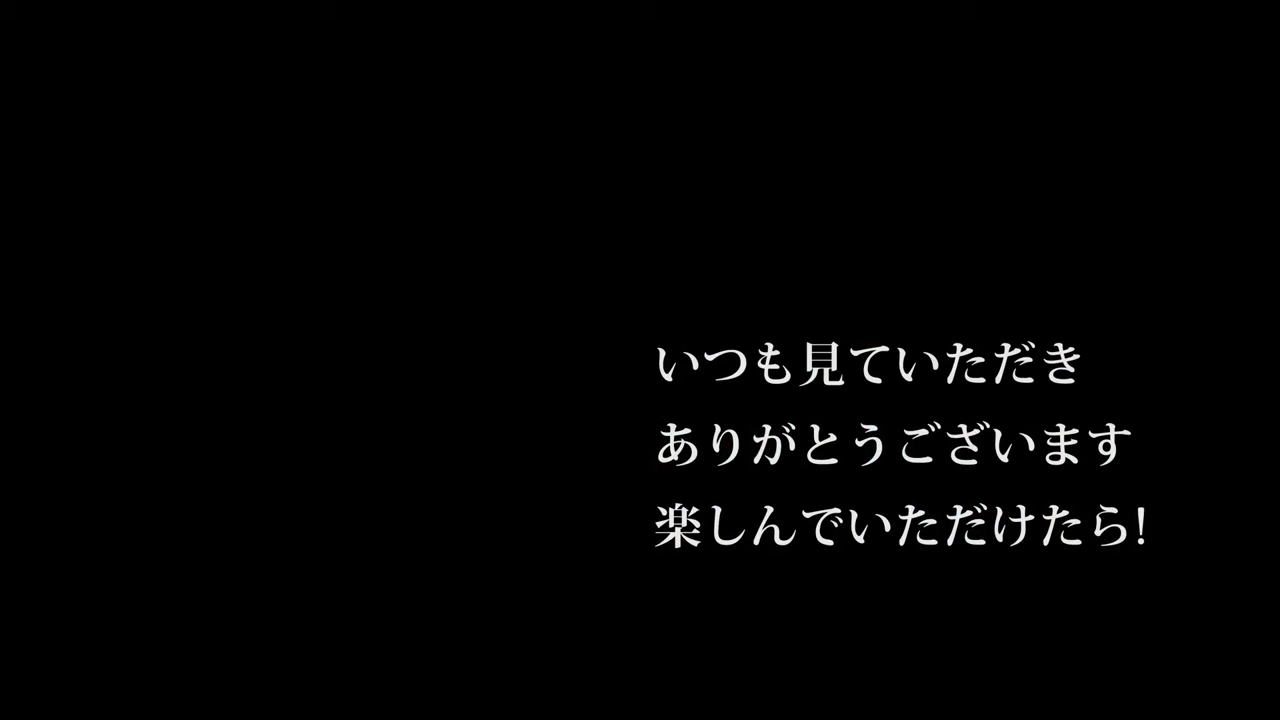 いつも見ていただき
ありがとうございます
楽しんでいただけたら!